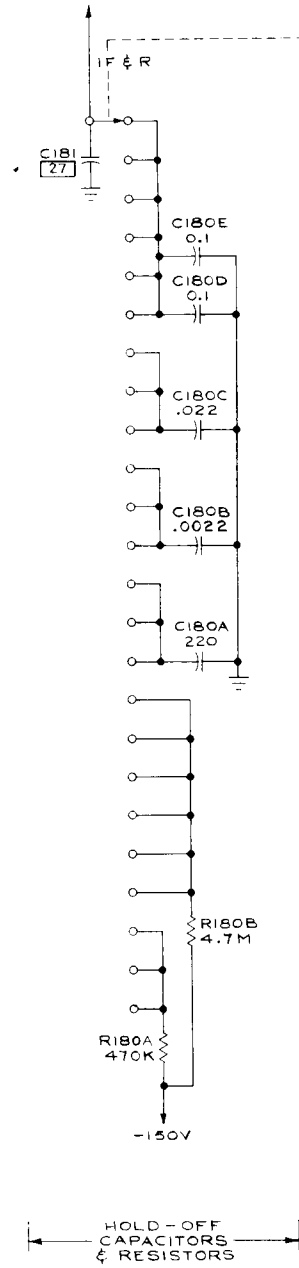 1F & R
C181
27
C180E
0.1
C180D
0.1
C180C
.022
C180B
.0022
C180A
220
R180B
4.7M
R180A
470K
-150V
HOLD-OFF
CAPACITORS
& RESISTORS